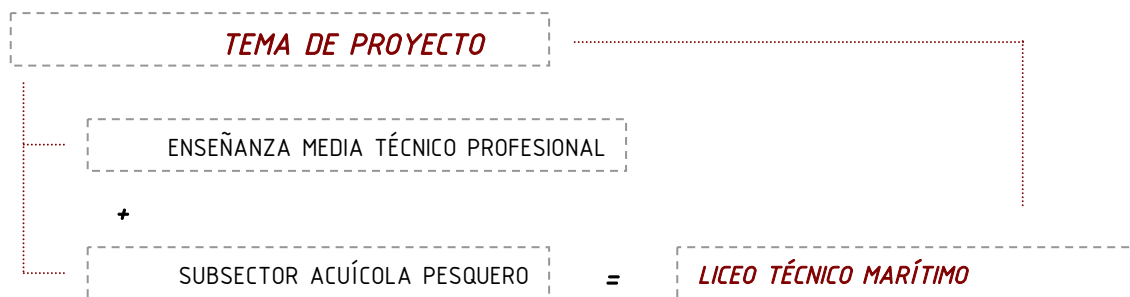 TEMA DE PROYECTO
ENSEÑANZA MEDIA TÉCNICO PROFESIONAL
+
SUBSECTOR ACUÍCOLA PESQUERO = LICEO TÉCNICO MARÍTIMO